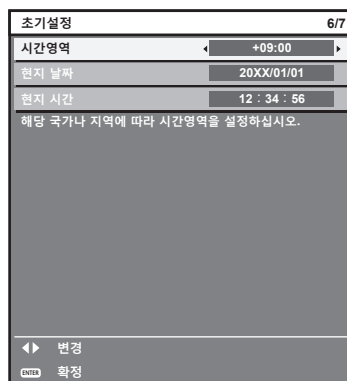 초기설정 6/7
시간영역 +09:00
현지 날짜 20XX/01/01
현지 시간 12 : 34 : 56
해당 국가나 지역에 따라 시간영역을 설정하십시오.
변경
ENTER 확정